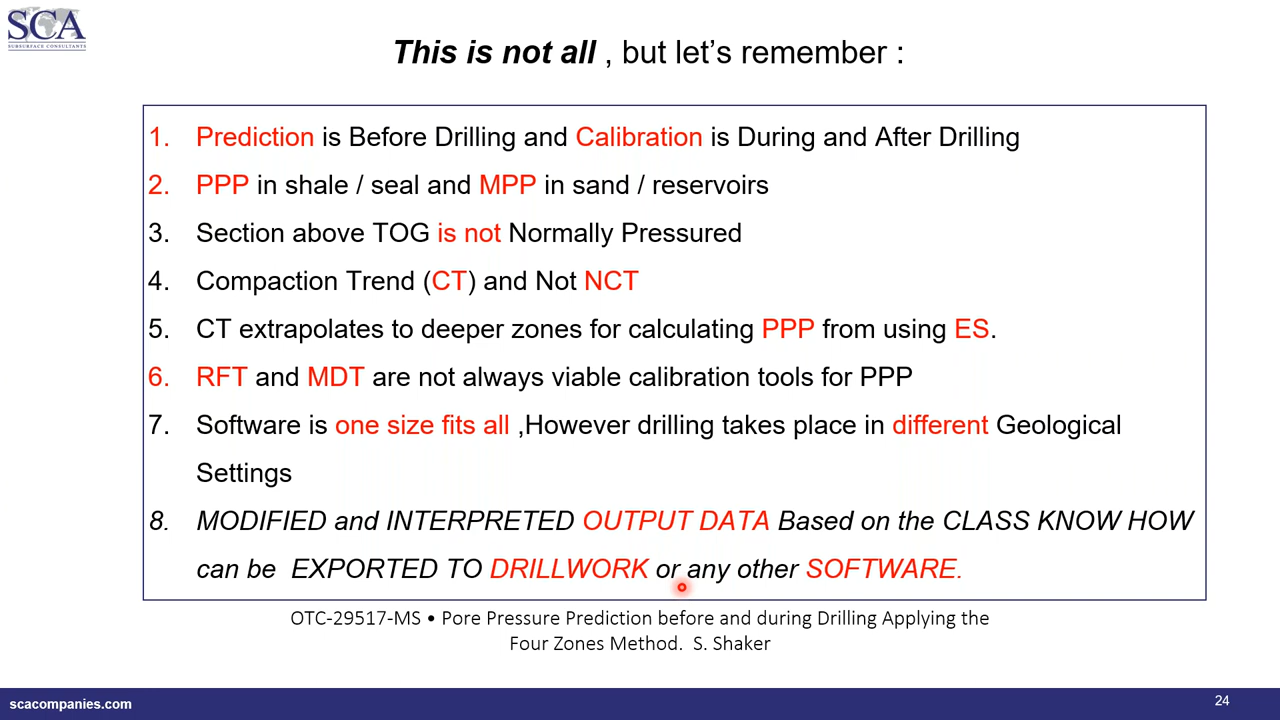 SCA
SUBSURFACE CONSULTANTS
This is not all , but let’s remember :
1. Prediction is Before Drilling and Calibration is During and After Drilling
2. PPP in shale / seal and MPP in sand / reservoirs
3. Section above TOG is not Normally Pressured
4. Compaction Trend (CT) and Not NCT
5. CT extrapolates to deeper zones for calculating PPP from using ES.
6. RFT and MDT are not always viable calibration tools for PPP
7. Software is one size fits all ,However drilling takes place in different Geological
Settings
8. MODIFIED and INTERPRETED OUTPUT DATA Based on the CLASS KNOW HOW
can be EXPORTED TO DRILLWORK or any other SOFTWARE.
OTC-29517-MS • Pore Pressure Prediction before and during Drilling Applying the
Four Zones Method. S. Shaker
scacompanies.com
24